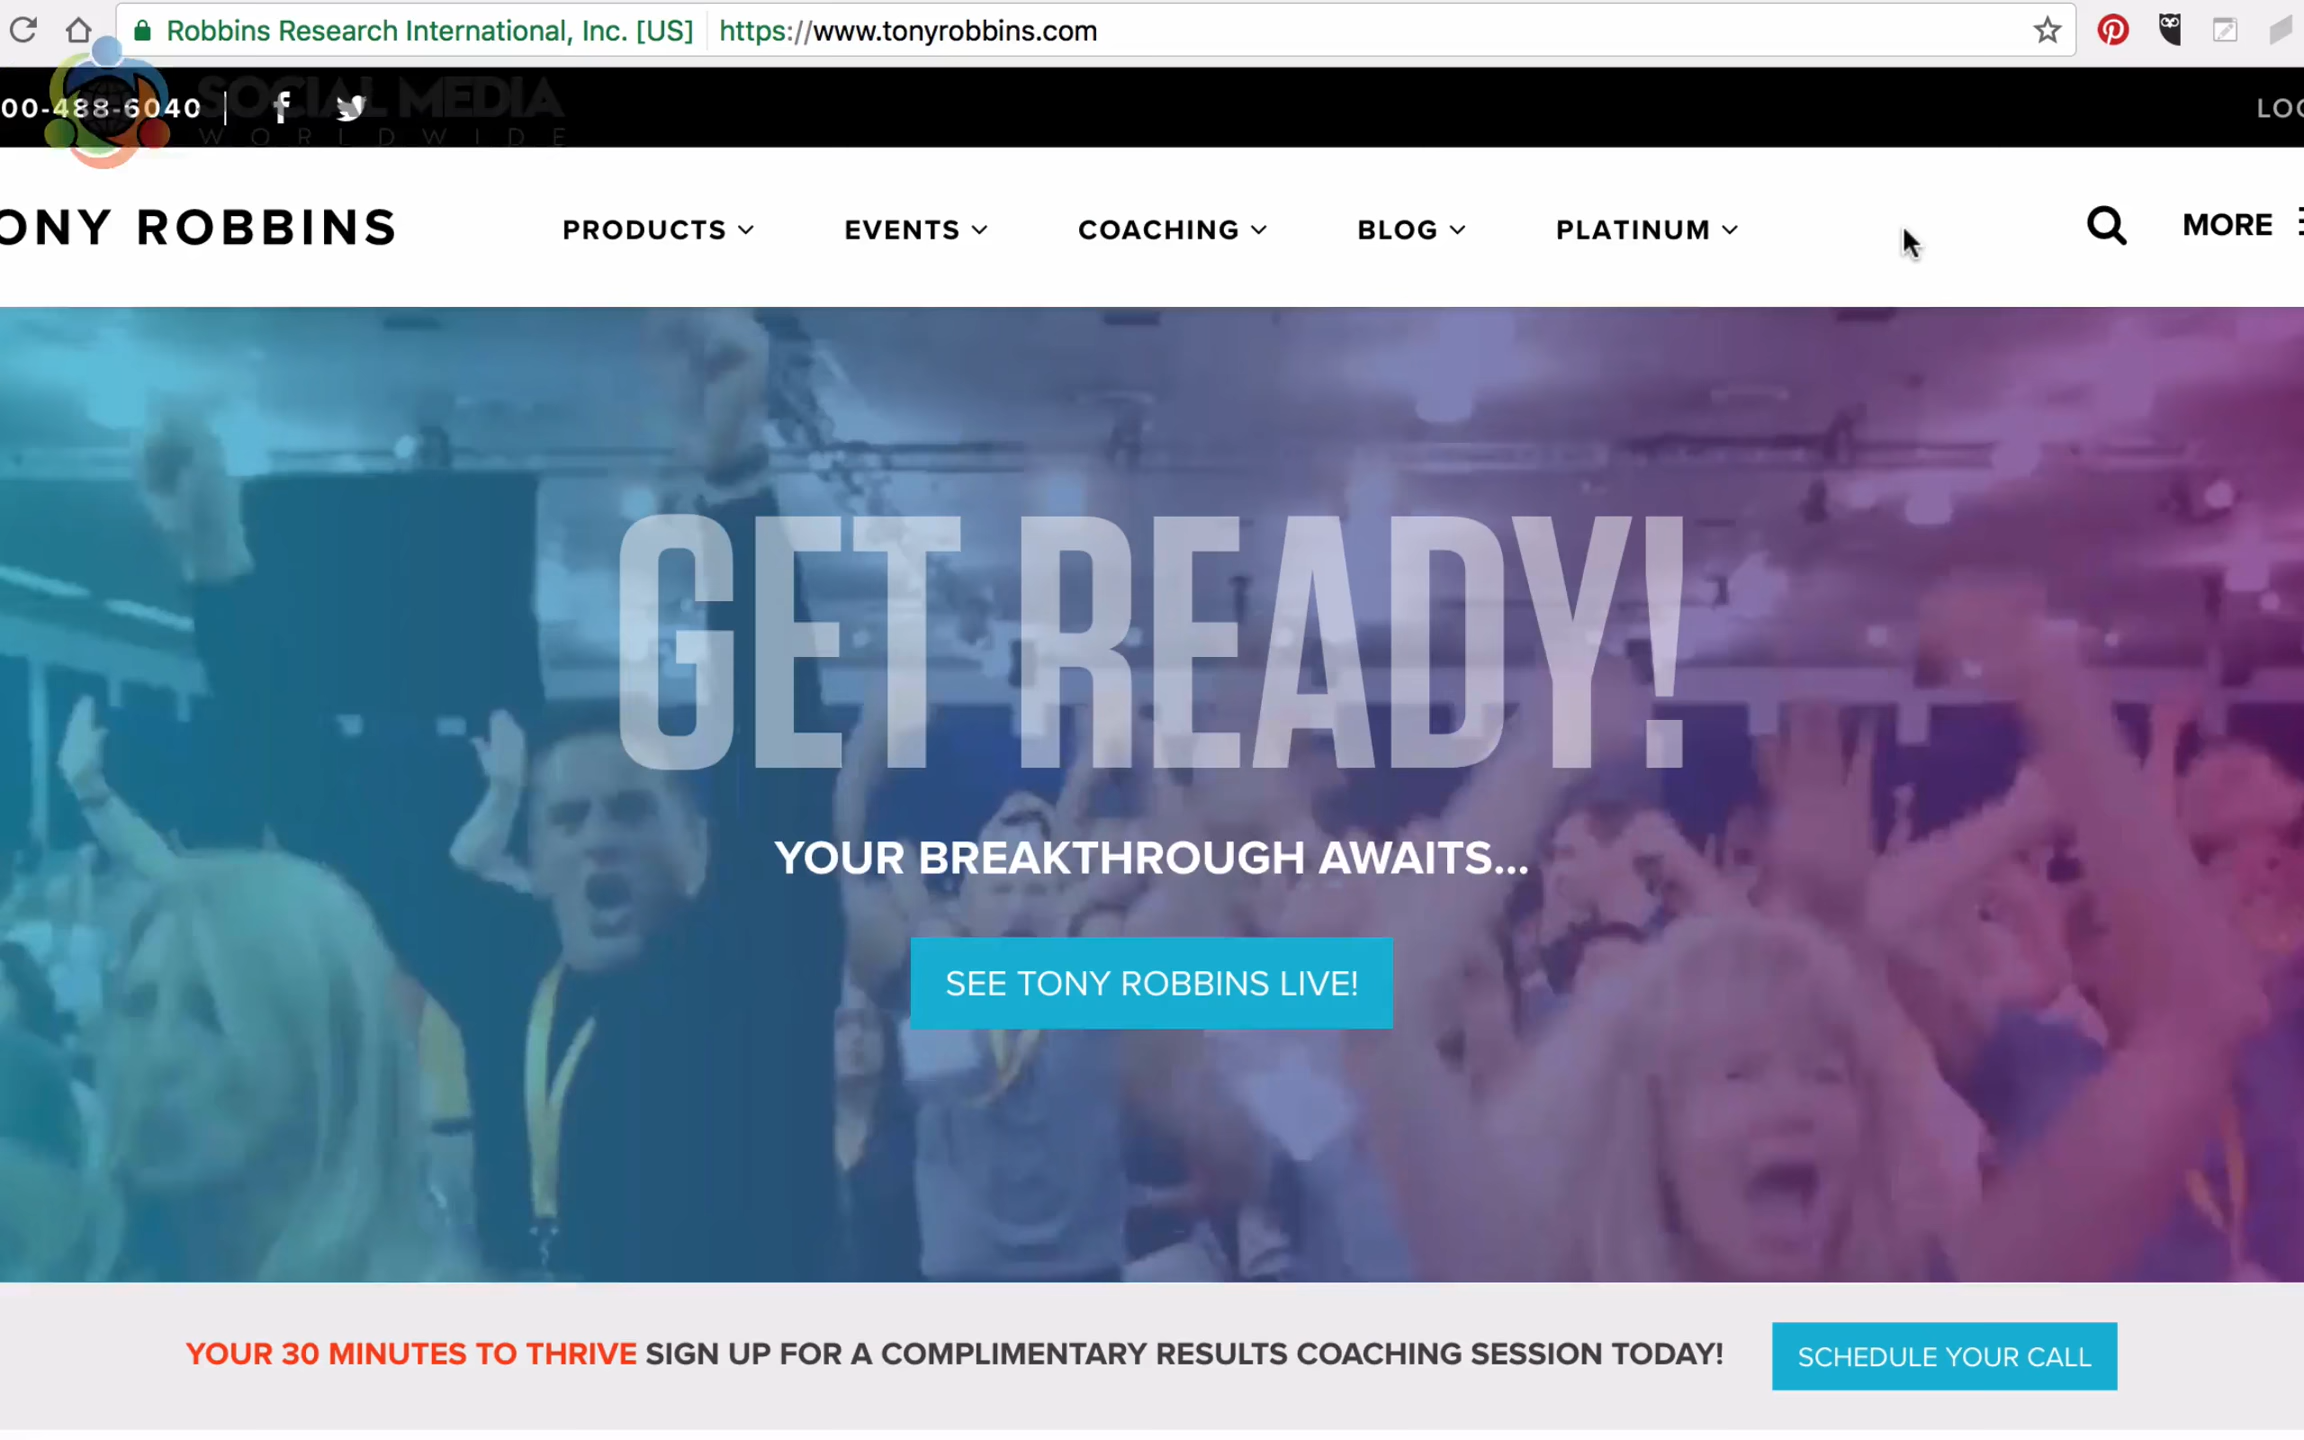 Robbins Research International, Inc. [US] https://www.tonyrobbins.com
00-488-6040
SOCIAL MEDIA
WORLDWIDE
LOG
ONY ROBBINS
PRODUCTS
EVENTS
COACHING
BLOG
PLATINUM
MORE
GET READY!
YOUR BREAKTHROUGH AWAITS...
SEE TONY ROBBINS LIVE!
YOUR 30 MINUTES TO THRIVE SIGN UP FOR A COMPLIMENTARY RESULTS COACHING SESSION TODAY!
SCHEDULE YOUR CALL